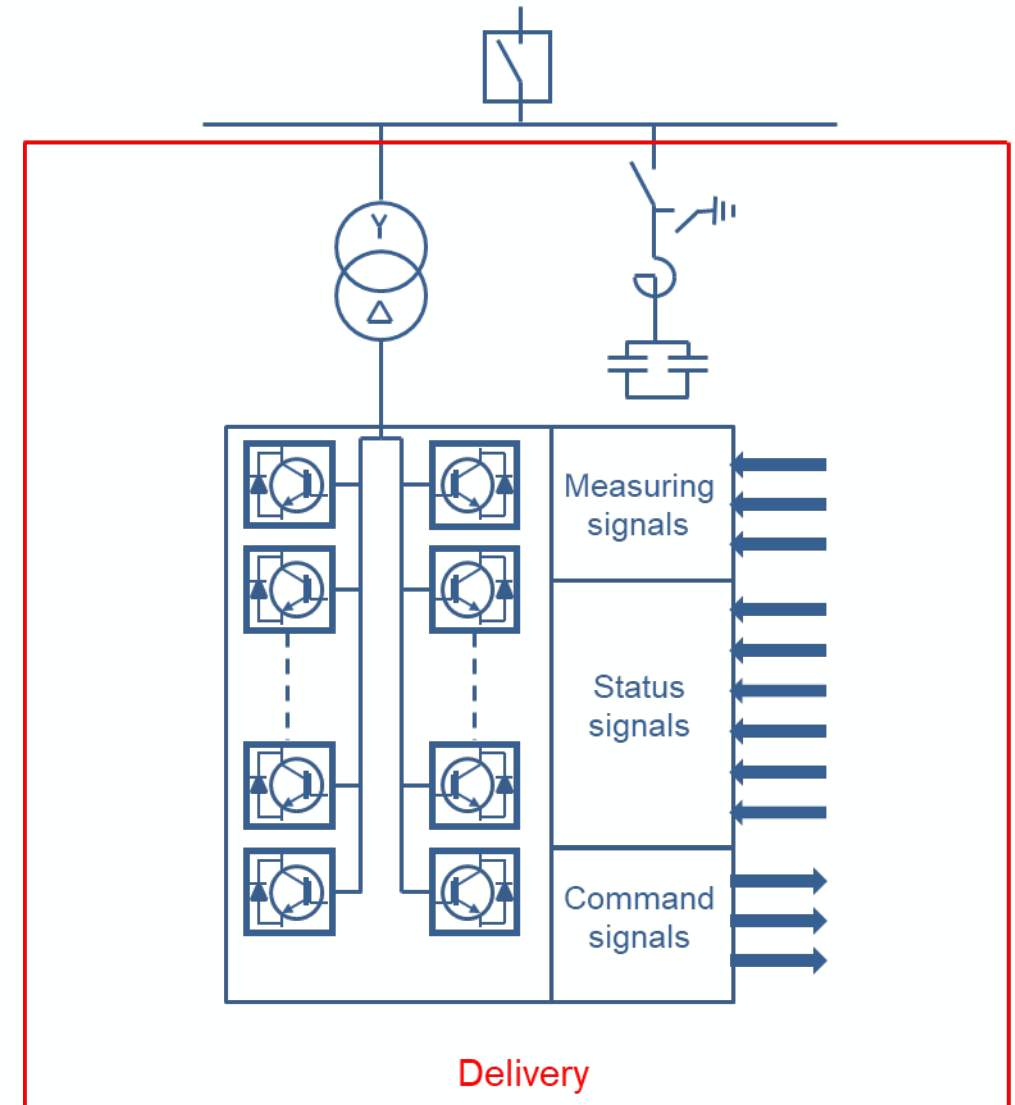 Y
Δ
Measuring
signals
Status
signals
Command
signals
Delivery